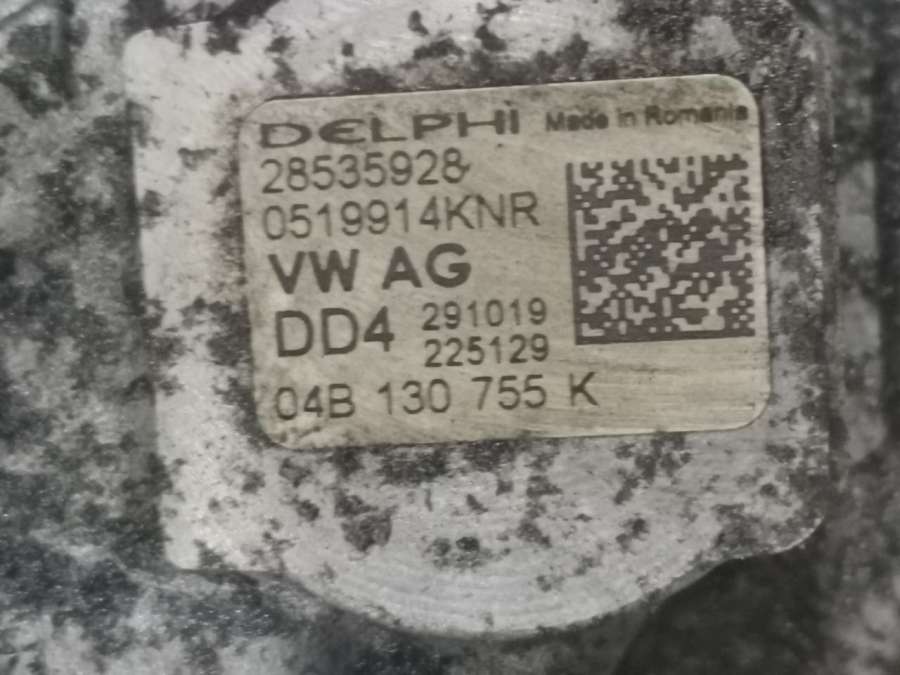 DELPHI Made in Romania
28535928
0519914KNR
VW AG
DD4 291019
225129
04B 130 755 K